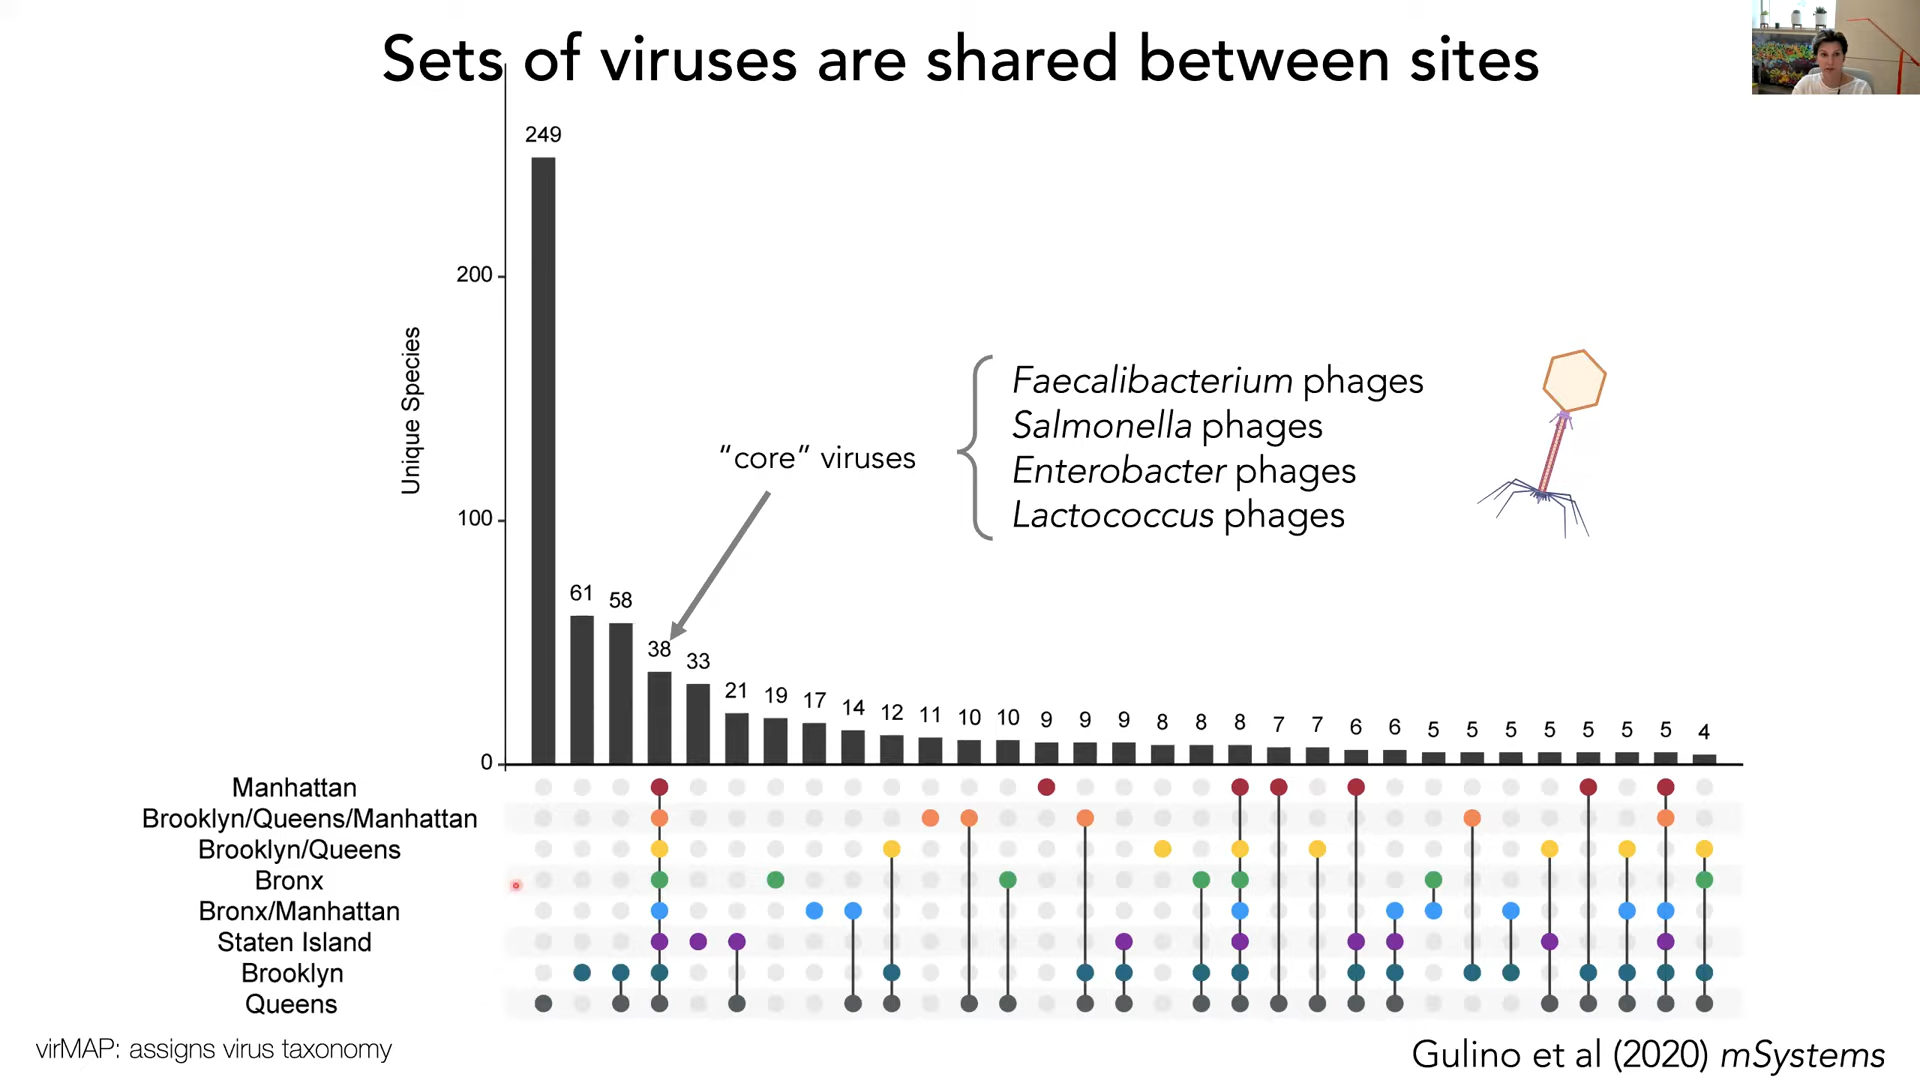 Sets of viruses are shared between sites
249
200
Unique Species
Faecalibacterium phages
Salmonella phages
"core" viruses
Enterobacter phages
Lactococcus phages
100
61
58
38
33
21
19
17
14
12
11
10
10
9
9
9
8
8
8
7
7
6
6
5
5
5
5
5
5
5
4
0
Manhattan
Brooklyn/Queens/Manhattan
Brooklyn/Queens
Bronx
Bronx/Manhattan
Staten Island
Brooklyn
Queens
virMAP: assigns virus taxonomy
Gulino et al (2020) mSystems